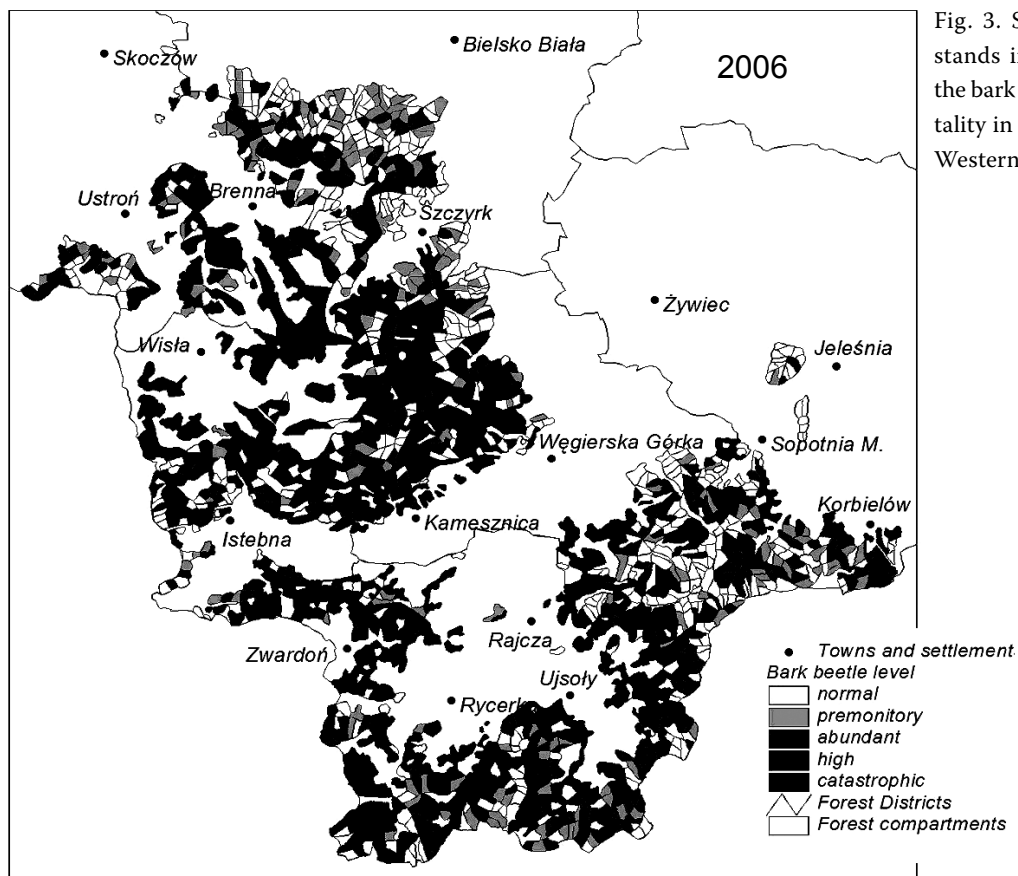 Fig. 3. S
stands i
the bark
tality in
Western
Skoczów
Bielsko Biała
2006
Ustroń
Brenna
Szczyrk
Żywiec
Wisła
Jeleśnia
Węgierska Górka
Sopotnia M.
Korbielów
Istebna
Kamesznica
Rajcza
Zwardoń
Ujsoły
Rycerk
Towns and settlement
Bark beetle level
normal
premonitory
abundant
high
catastrophic
Forest Districts
Forest compartments